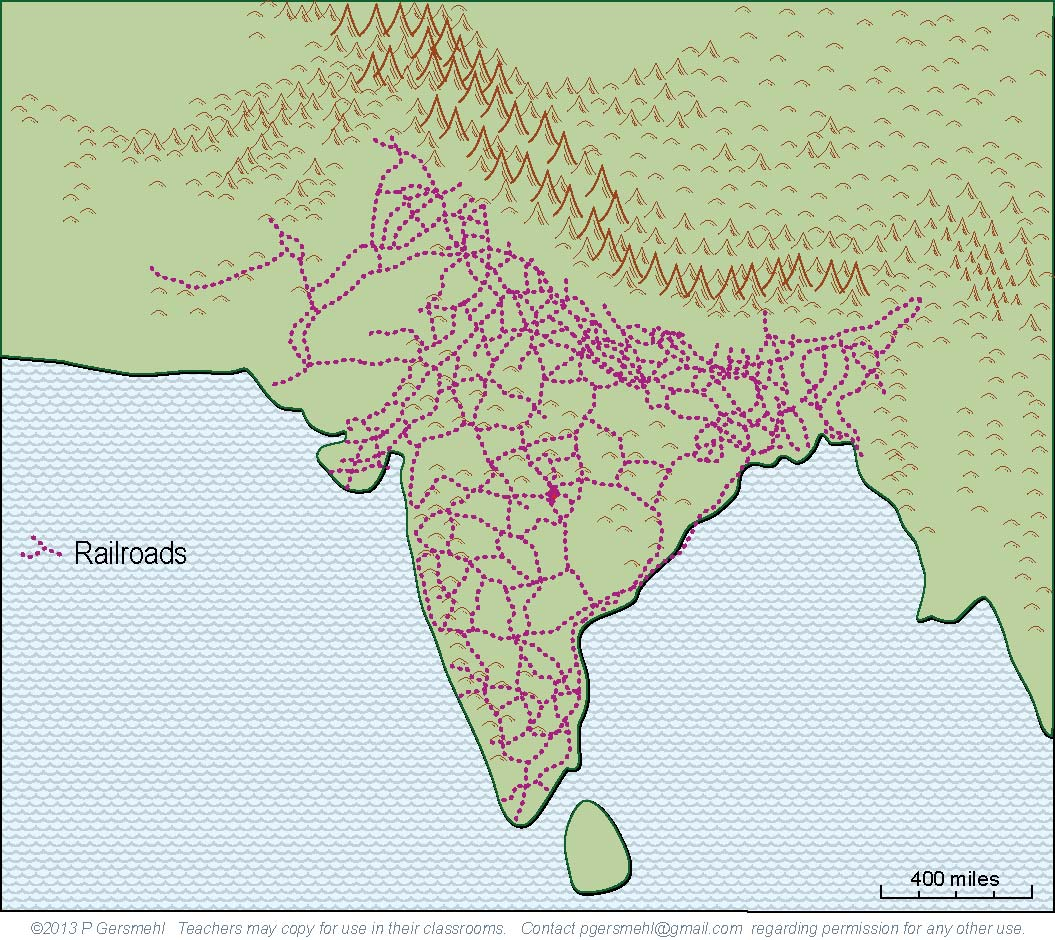 Railroads
400 miles
©2013 P Gersmehl Teachers may copy for use in their classrooms. Contact pgersmehl@gmail.com regarding permission for any other use.